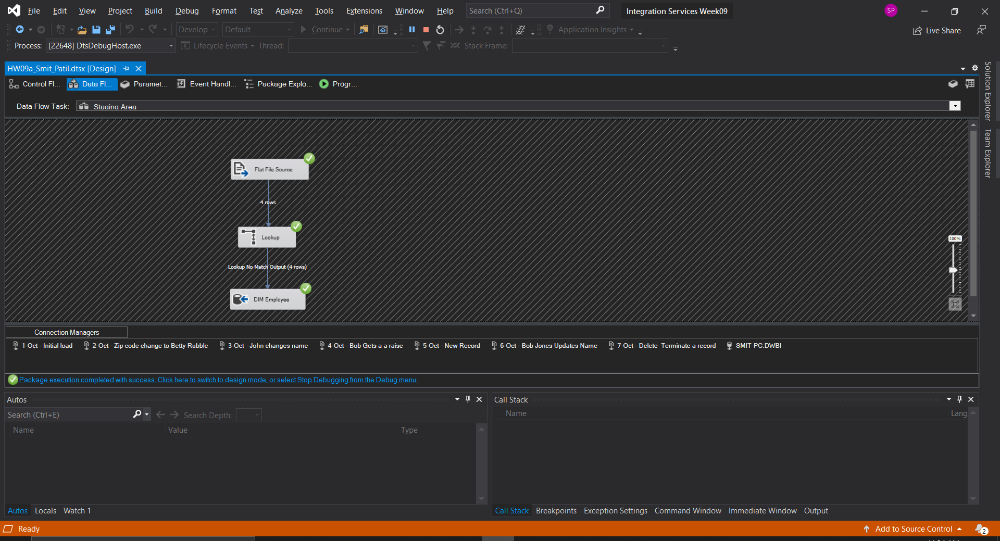 File Edit View Project Build Debug Format Test Analyze Tools Extensions Window Help Search (Ctrl+Q) Integration Services Week09 SP
Develop Default Continue Application Insights Live Share
Process: [22648] DtsDebugHost.exe Lifecycle Events Thread: Stack Frame:
HW09a_Smit_Patil.dtsx [Design]
Control Fl... Data Fl... Paramet... Event Handl... Package Explo... Progr...
Data Flow Task: Staging Area
Flat File Source
4 rows
Lookup
Lookup No Match Output (4 rows)
DIM Employee
100%
Connection Managers
1-Oct - Initial load 2-Oct - Zip code change to Betty Rubble 3-Oct - John changes name 4-Oct - Bob Gets a a raise 5-Oct - New Record 6-Oct - Bob Jones Updates Name 7-Oct - Delete Terminate a record SMIT-PC.DWBI
Package execution completed with success. Click here to switch to design mode, or select Stop Debugging from the Debug menu.
Autos
Search (Ctrl+E) Search Depth:
Name Value Type
Autos Locals Watch 1
Call Stack
Name Lang
Call Stack Breakpoints Exception Settings Command Window Immediate Window Output
Solution Explorer
Team Explorer
Ready Add to Source Control 2